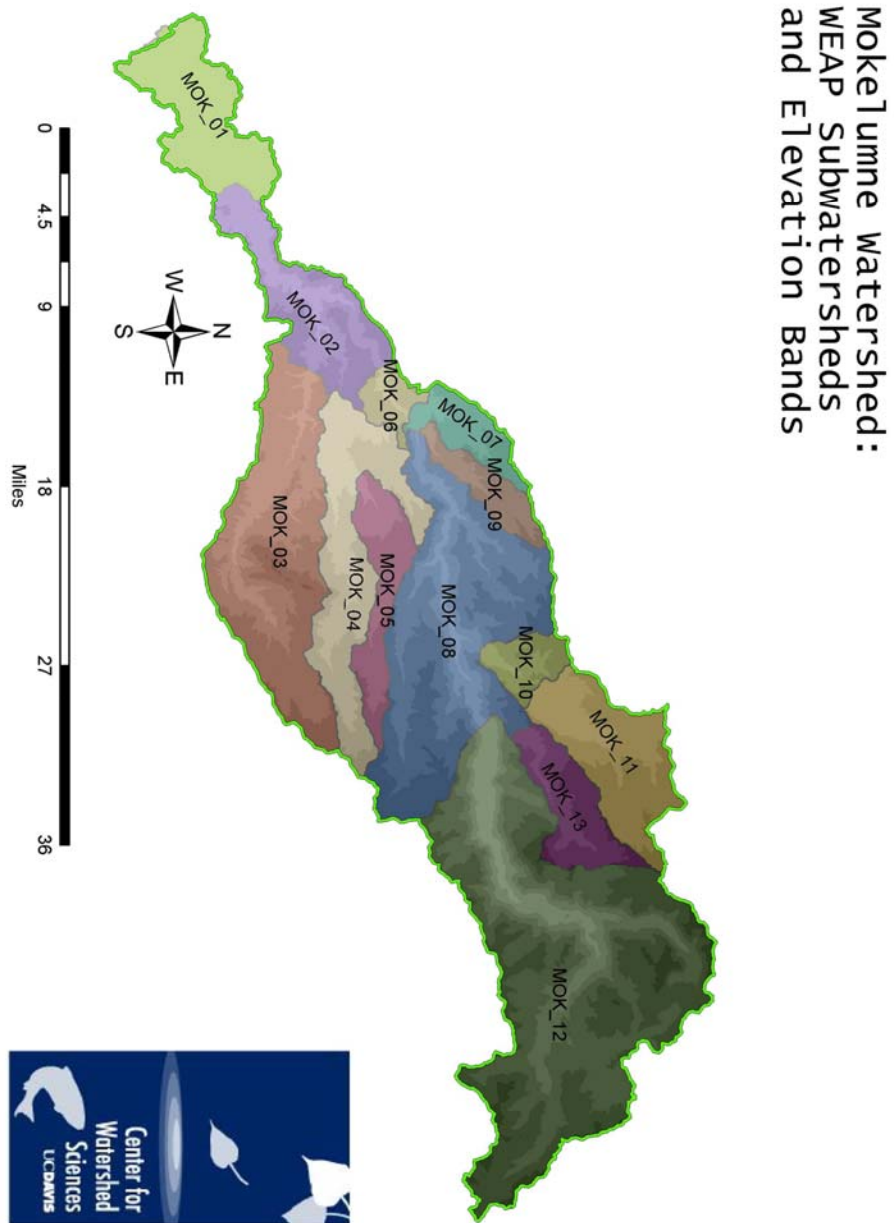 Mokelumne Watershed:
WEAP Subwatersheds
and Elevation Bands
MOK_01
MOK_02
MOK_03
MOK_04
MOK_05
MOK_06
MOK_07
MOK_08
MOK_09
MOK_10
MOK_11
MOK_12
MOK_13
N
W
E
S
0
4.5
9
18
27
36
Miles
Center for
Watershed
Sciences
UCDAVIS